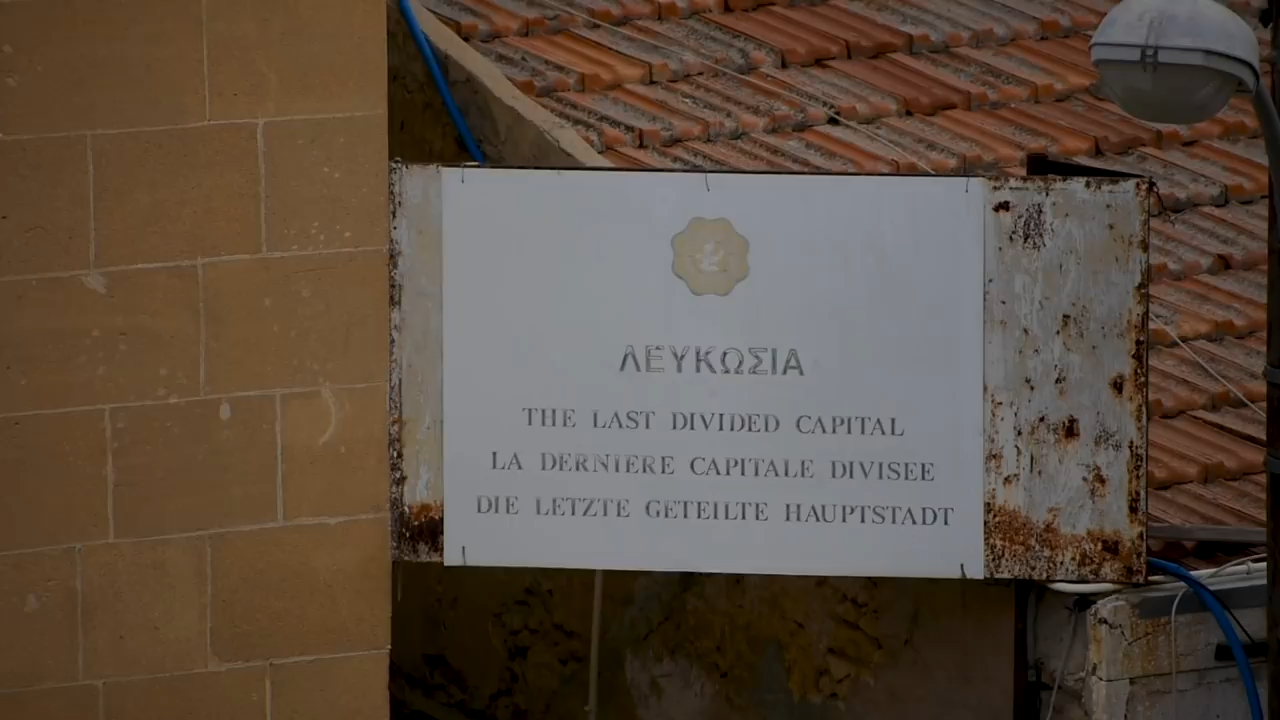 ΛΕΥΚΩΣΙΑ
THE LAST DIVIDED CAPITAL
LA DERNIERE CAPITALE DIVISEE
DIE LETZTE GETEILTE HAUPTSTADT